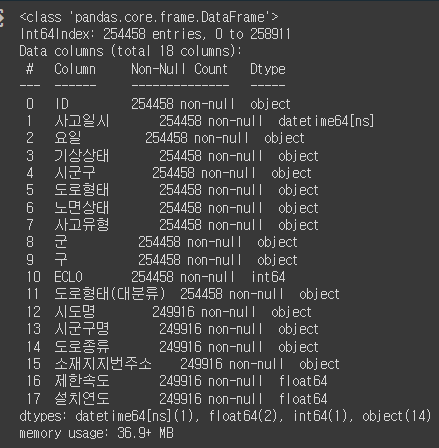 <class 'pandas.core.frame.DataFrame'>
Int64Index: 254458 entries, 0 to 258911
Data columns (total 18 columns):
 #   Column     Non-Null Count   Dtype
---  ------     --------------   -----
 0   ID         254458 non-null  object
 1   사고일시       254458 non-null  datetime64[ns]
 2   요일         254458 non-null  object
 3   기상상태       254458 non-null  object
 4   시군구        254458 non-null  object
 5   도로형태       254458 non-null  object
 6   노면상태       254458 non-null  object
 7   사고유형       254458 non-null  object
 8   군          254458 non-null  object
 9   구          254458 non-null  object
 10  ECLO       254458 non-null  int64
 11  도로형태(대분류)  254458 non-null  object
 12  시도명        249916 non-null  object
 13  시군구명       249916 non-null  object
 14  도로종류       249916 non-null  object
 15  소재지지번주소    249916 non-null  object
 16  제한속도       249916 non-null  float64
 17  설치연도       249916 non-null  float64
dtypes: datetime64[ns](1), float64(2), int64(1), object(14)
memory usage: 36.9+ MB